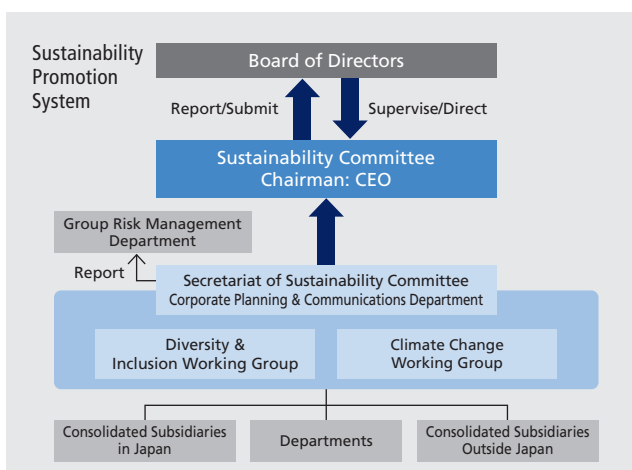 Sustainability
Promotion
System
Board of Directors
Report/Submit
Supervise/Direct
Sustainability Committee
Chairman: CEO
Group Risk Management
Department
Report
Secretariat of Sustainability Committee
Corporate Planning & Communications Department
Diversity &
Inclusion Working Group
Climate Change
Working Group
Consolidated Subsidiaries
in Japan
Departments
Consolidated Subsidiaries
Outside Japan